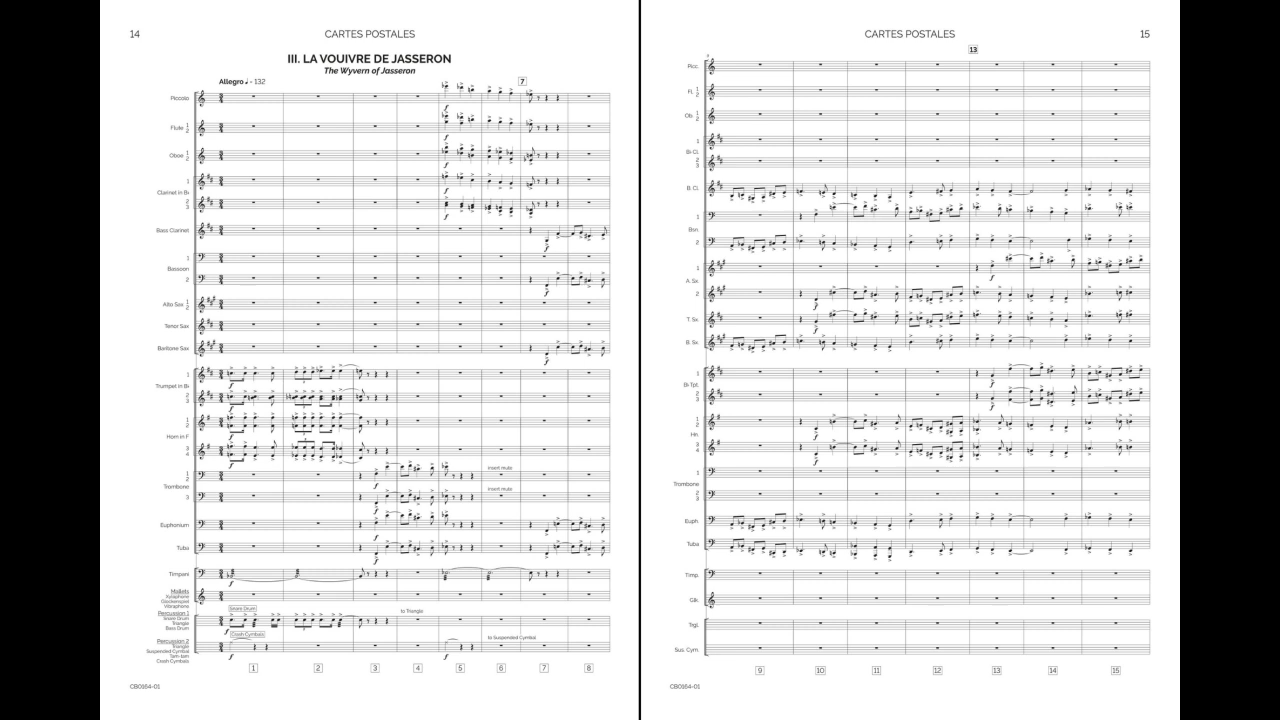 14
CARTES POSTALES
III. LA VOUIVRE DE JASSERON
The Wyvern of Jasseron
Allegro ♩ = 132
7
Piccolo
Flute 1 2
Oboe 1 2
Clarinet in B♭ 1
2 3
Bass Clarinet
Bassoon 1
2
Alto Sax 1 2
Tenor Sax
Baritone Sax
Trumpet in B♭ 1
2 3
Horn in F 1 2
3 4
Trombone 1 2
3
insert mute
insert mute
Euphonium
Tuba
Timpani
Mallets
Xylophone
Glockenspiel
Vibraphone
Percussion 1
Snare Drum
Triangle
Bass Drum
Snare Drum
to Triangle
Percussion 2
Triangle
Suspended Cymbal
Tam-tam
Crash Cymbals
Crash Cymbals
to Suspended Cymbal
1 2 3 4 5 6 7 8
CB0164-01
CARTES POSTALES
15
13
Picc.
Fl. 1 2
Ob. 1 2
B♭ Cl. 1
2 3
B. Cl.
Bsn. 1
2
A. Sx. 1
2
T. Sx.
B. Sx.
B♭ Tpt. 1
2 3
Hn. 1 2
3 4
Trombone 1
2 3
Euph.
Tuba
Timp.
Glk.
Trgl.
Sus. Cym.
9 10 11 12 13 14 15
CB0164-01